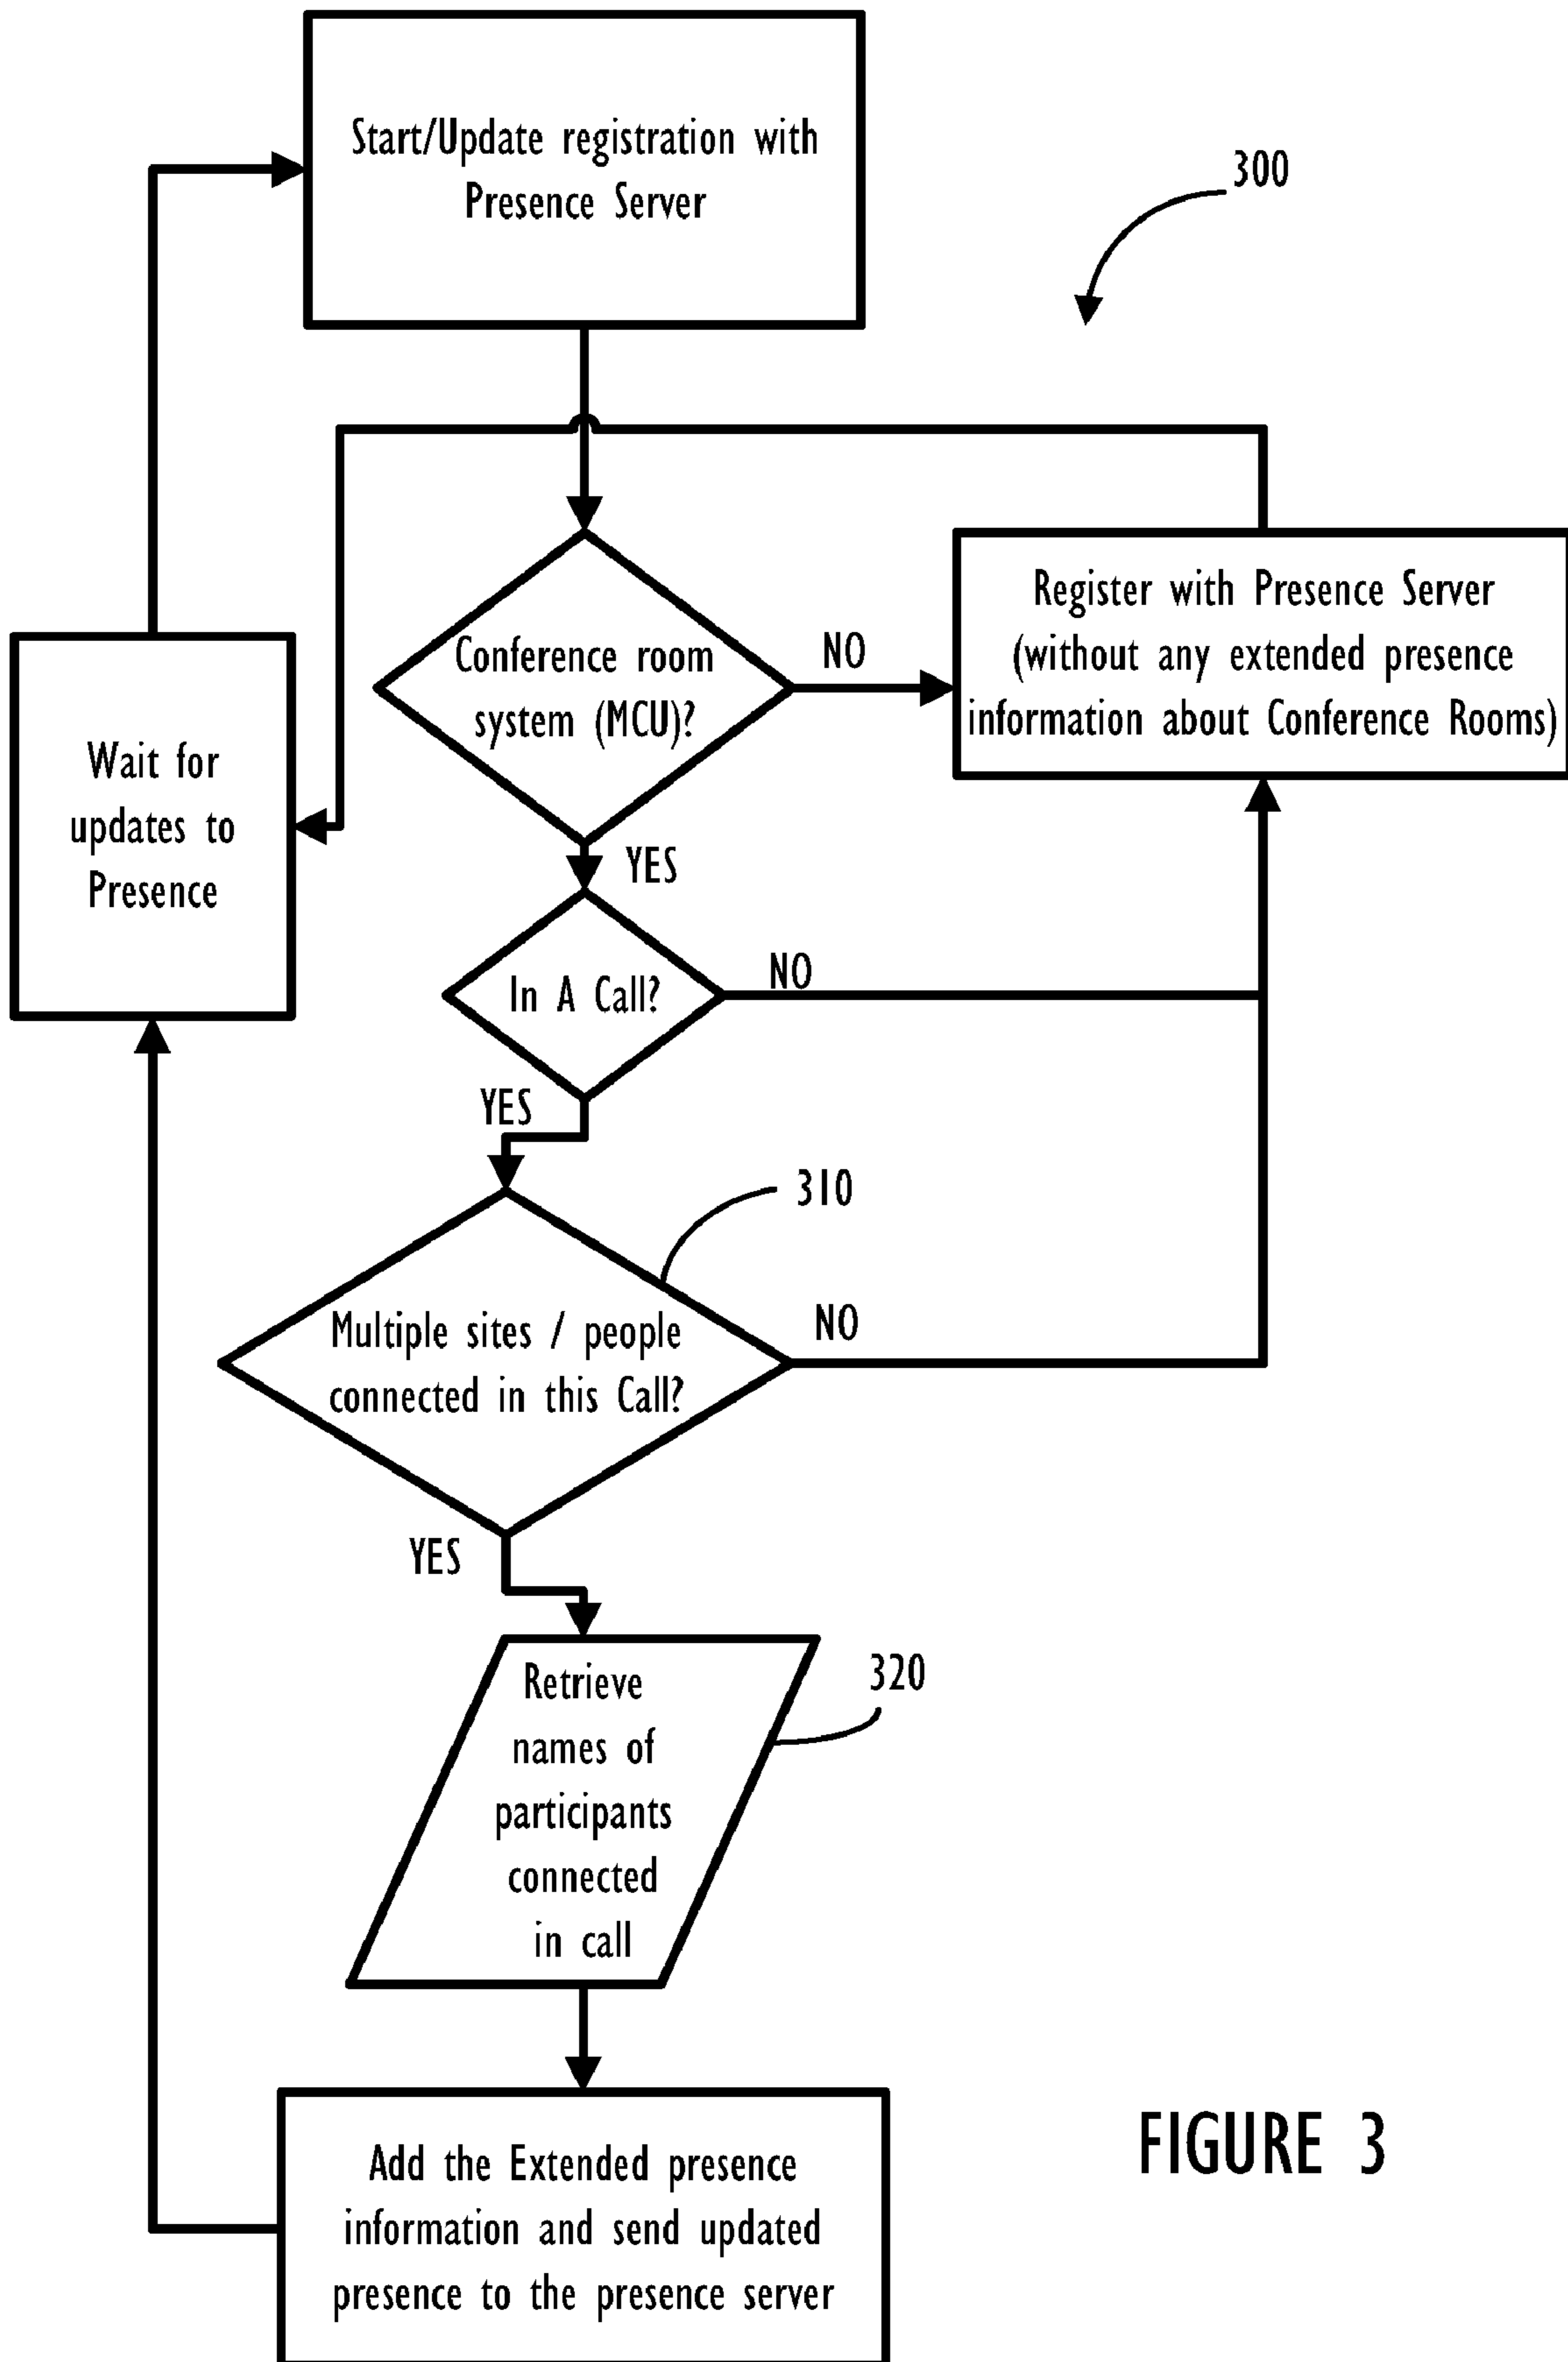 Start/Update registration with
Presence Server
300
Conference room
system (MCU)?
NO
Register with Presence Server
(without any extended presence
information about Conference Rooms)
Wait for
updates to
Presence
YES
In A Call?
NO
YES
310
Multiple sites / people
connected in this Call?
NO
YES
Retrieve
names of
participants
connected
in call
320
Add the Extended presence
information and send updated
presence to the presence server
FIGURE 3